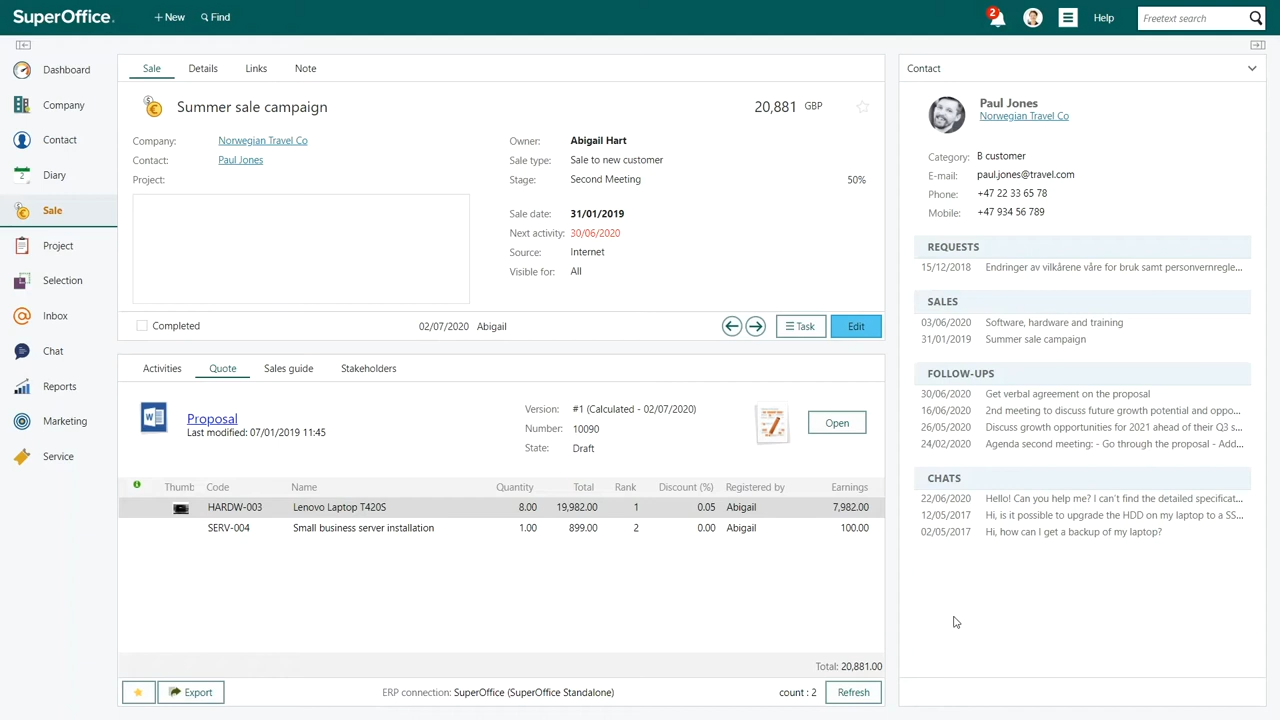 SuperOffice.
+ New
Find
2
Help
Freetext search
Dashboard
Company
Contact
Diary
2
Sale
Project
Selection
Inbox
Chat
Reports
Marketing
Service
Sale Details Links Note
Summer sale campaign
20,881 GBP
Company: Norwegian Travel Co
Contact: Paul Jones
Project:
Owner: Abigail Hart
Sale type: Sale to new customer
Stage: Second Meeting 50%
Sale date: 31/01/2019
Next activity: 30/06/2020
Source: Internet
Visible for: All
Completed 02/07/2020 Abigail
Task
Edit
Activities Quote Sales guide Stakeholders
Proposal
Last modified: 07/01/2019 11:45
Version: #1 (Calculated - 02/07/2020)
Number: 10090
State: Draft
Open
Thumb Code Name Quantity Total Rank Discount (%) Registered by Earnings
HARDW-003 Lenovo Laptop T420S 8.00 19,982.00 1 0.05 Abigail 7,982.00
SERV-004 Small business server installation 1.00 899.00 2 0.00 Abigail 100.00
Total: 20,881.00
Export
ERP connection: SuperOffice (SuperOffice Standalone)
count : 2
Refresh
Contact
Paul Jones
Norwegian Travel Co
Category: B customer
E-mail: paul.jones@travel.com
Phone: +47 22 33 65 78
Mobile: +47 934 56 789
REQUESTS
15/12/2018 Endringer av vilkårene våre for bruk samt personvernregle...
SALES
03/06/2020 Software, hardware and training
31/01/2019 Summer sale campaign
FOLLOW-UPS
30/06/2020 Get verbal agreement on the proposal
16/06/2020 2nd meeting to discuss future growth potential and oppo...
26/05/2020 Discuss growth opportunities for 2021 ahead of their Q3 s...
24/02/2020 Agenda second meeting: - Go through the proposal - Add...
CHATS
22/06/2020 Hello! Can you help me? I can't find the detailed specificat...
12/05/2017 Hi, is it possible to upgrade the HDD on my laptop to a SS...
02/05/2017 Hi, how can I get a backup of my laptop?